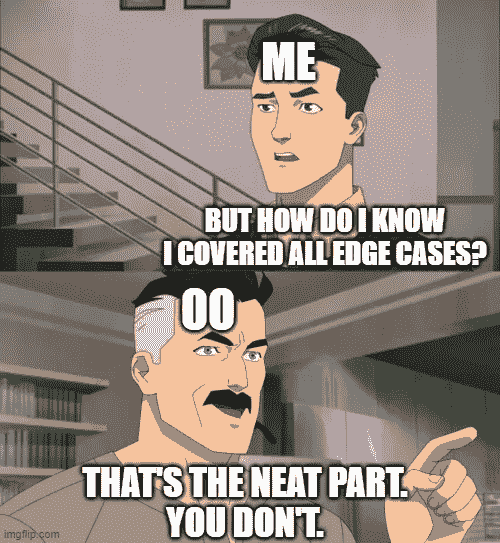 ME
BUT HOW DO I KNOW
I COVERED ALL EDGE CASES?
OO
THAT'S THE NEAT PART.
YOU DON'T.
imgflip.com